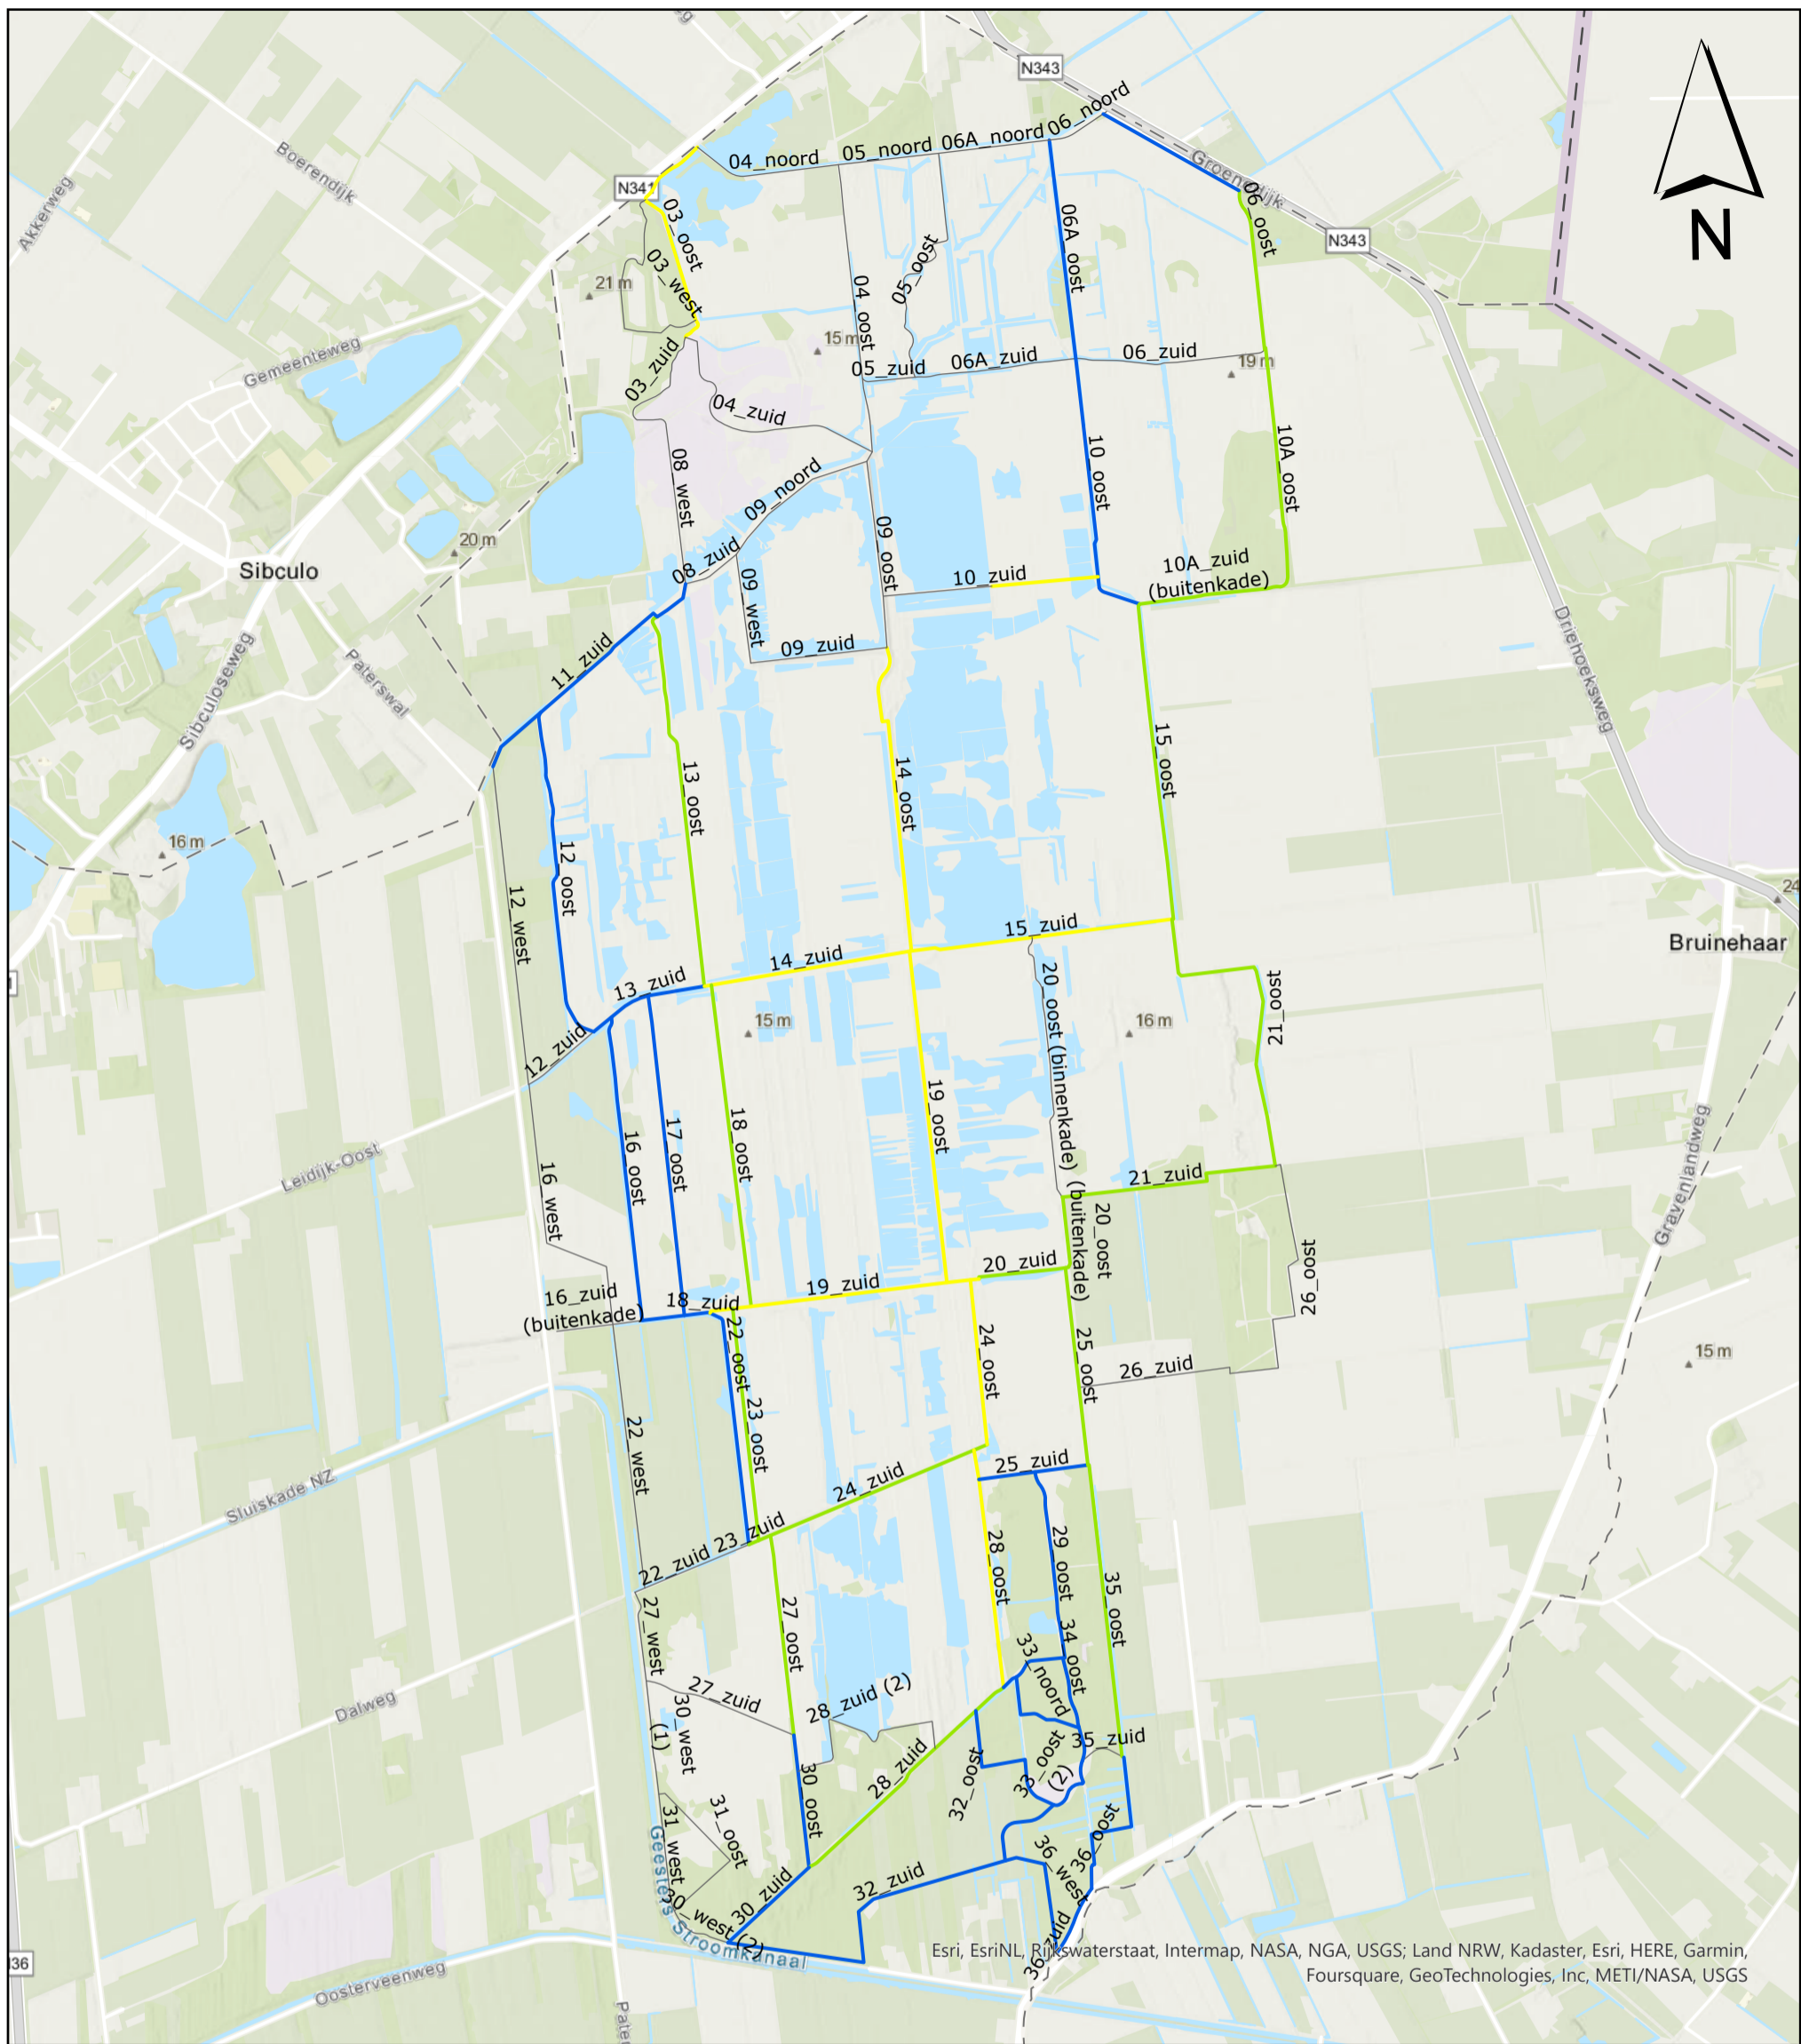 N343
Boerendijk
Akkerweg
04_noord
05_noord
06A_noord
06_noord
Groenedijk
N341
03_oost
03_west
06_oost
N343
N
06A_oost
21 m
04_oost
05_oost
15 m
Gemeenteweg
03_zuid
05_zuid
06A_zuid
06_zuid
19 m
04_zuid
08_west
09_noord
10_oost
10A_oost
20 m
Sibculo
08_zuid
09_oost
09_west
10_zuid
10A_zuid
(buitenkade)
09_zuid
11_zuid
Paterswal
Sibculoseweg
Driehoeksweg
13_oost
14_oost
15_oost
16 m
12_oost
12_west
24
Bruinehaar
15_zuid
14_zuid
13_zuid
20_oost (binnenkade)
21_oost
15 m
16 m
12_zuid
19_oost
18_oost
17_oost
16_oost
16_west
Leidijk-Oost
Gravenlandweg
21_zuid
20_oost
(buitenkade)
26_oost
20_zuid
19_zuid
16_zuid
(buitenkade)
18_zuid
22_oost
24_oost
25_oost
26_zuid
15 m
23_oost
22_west
Sluiskade NZ
24_zuid
25_zuid
22_zuid
23_zuid
28_oost
29_oost
35_oost
27_west
27_oost
34_oost
33_noord
27_zuid
28_zuid (2)
30_west
(1)
Dalweg
35_zuid
33_oost
(2)
28_zuid
32_oost
30_oost
31_oost
31_west
36_oost
36_west
32_zuid
30_zuid
30_west (2)
Geesters Stroomkanaal
36_zuid
36
Oosterveenweg
Pater
Esri, EsriNL, Rijkswaterstaat, Intermap, NASA, NGA, USGS; Land NRW, Kadaster, Esri, HERE, Garmin,
Foursquare, GeoTechnologies, Inc, METI/NASA, USGS